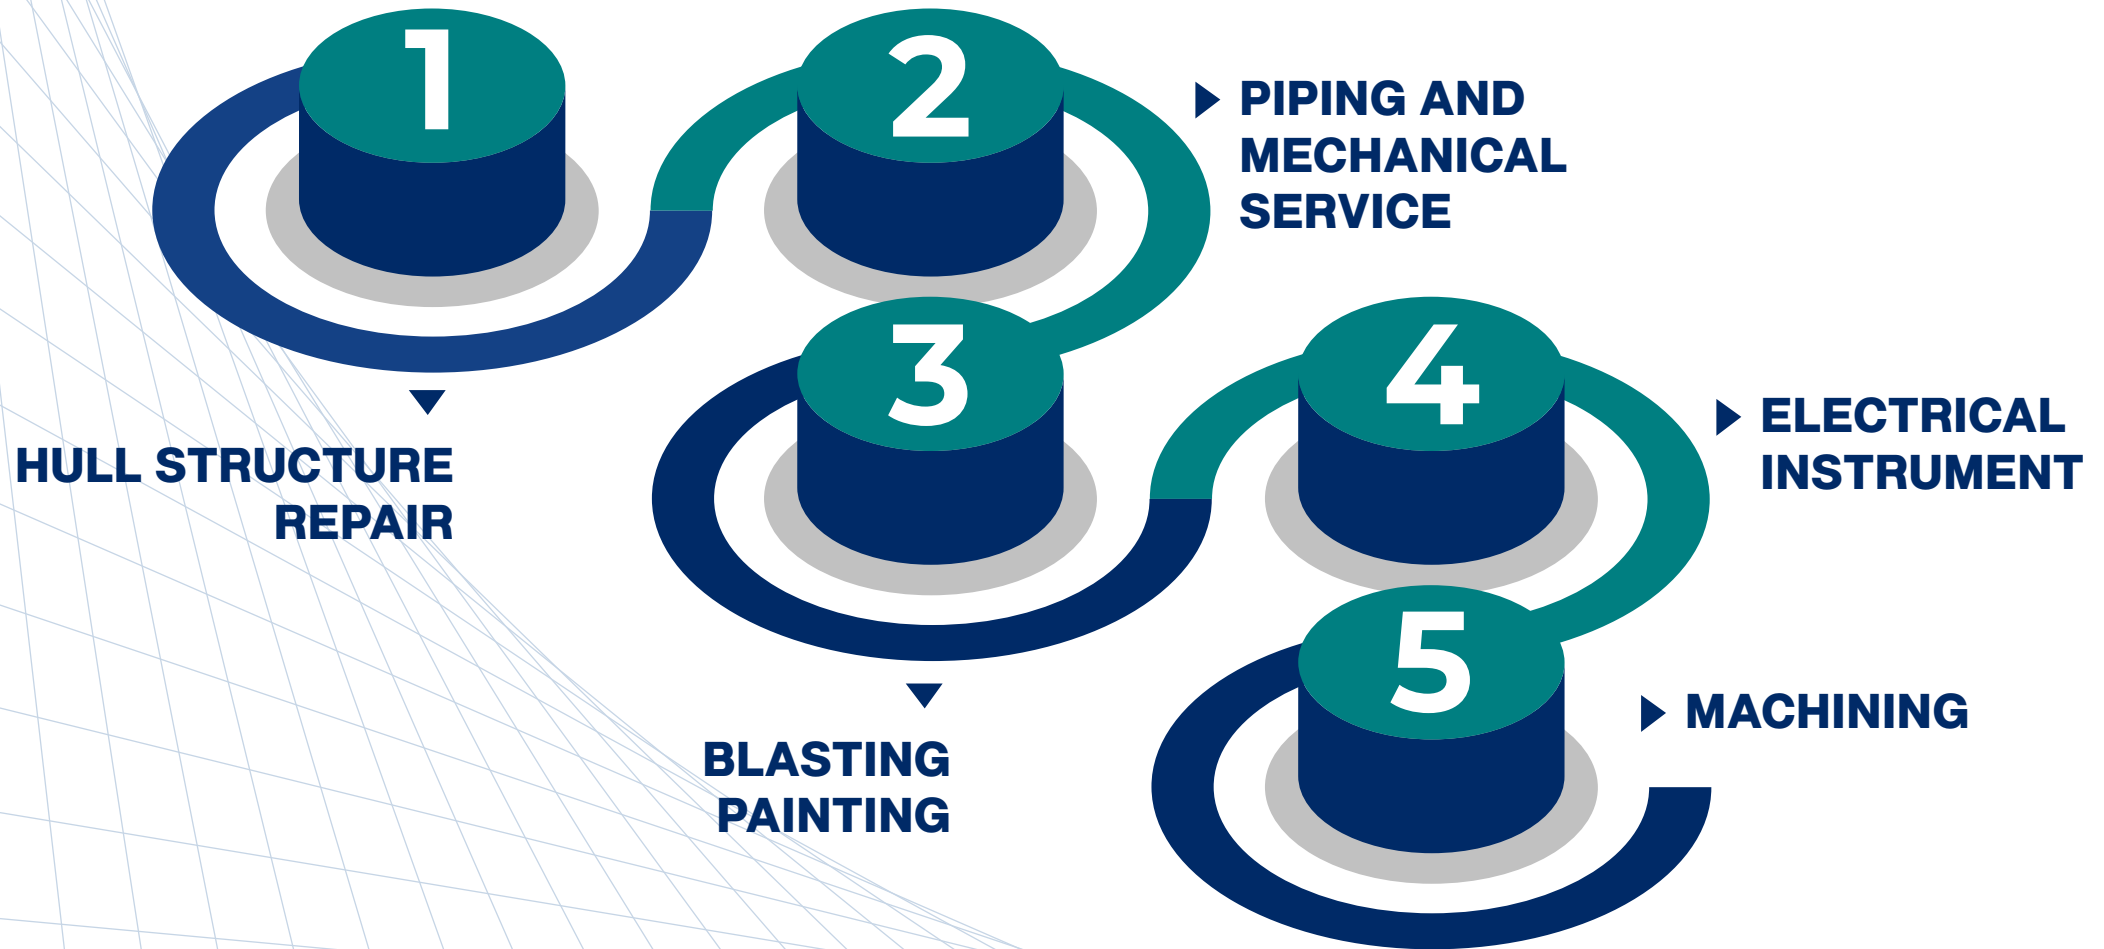 1
HULL STRUCTURE
REPAIR
2
PIPING AND
MECHANICAL
SERVICE
3
BLASTING
PAINTING
4
ELECTRICAL
INSTRUMENT
5
MACHINING